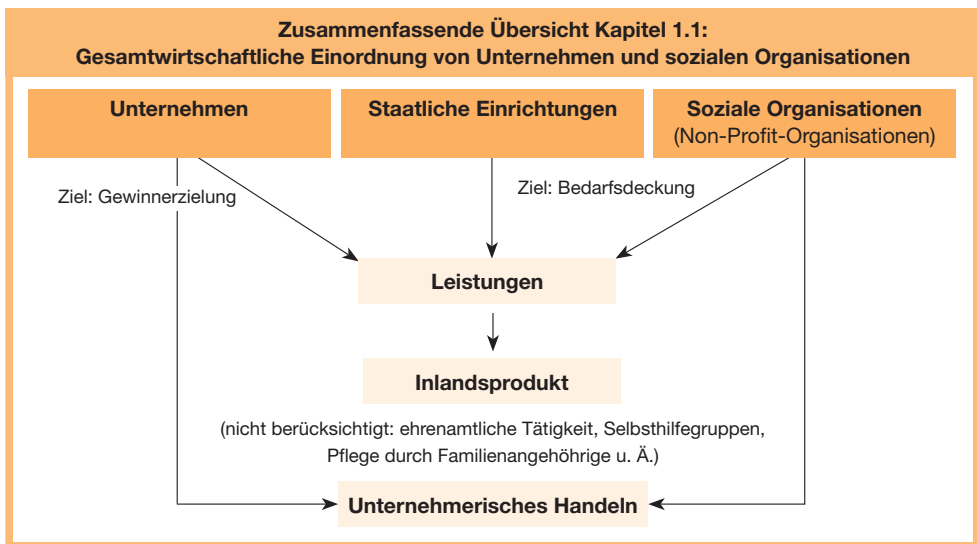 Zusammenfassende Übersicht Kapitel 1.1:
Gesamtwirtschaftliche Einordnung von Unternehmen und sozialen Organisationen
Unternehmen
Staatliche Einrichtungen
Soziale Organisationen
(Non-Profit-Organisationen)
Ziel: Gewinnerzielung
Ziel: Bedarfsdeckung
Leistungen
Inlandsprodukt
(nicht berücksichtigt: ehrenamtliche Tätigkeit, Selbsthilfegruppen,
Pflege durch Familienangehöhrige u. Ä.)
Unternehmerisches Handeln